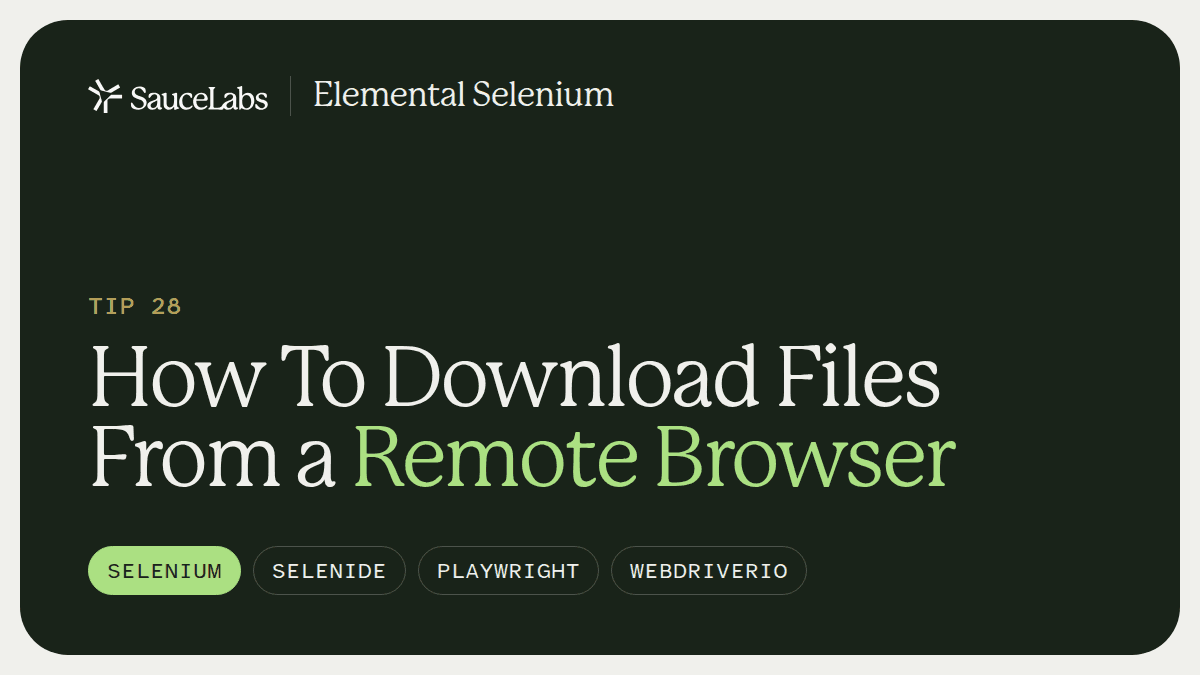 SauceLabs
Elemental Selenium
TIP 28
How To Download Files
From a Remote Browser
SELENIUM
SELENIDE
PLAYWRIGHT
WEBDRIVERIO